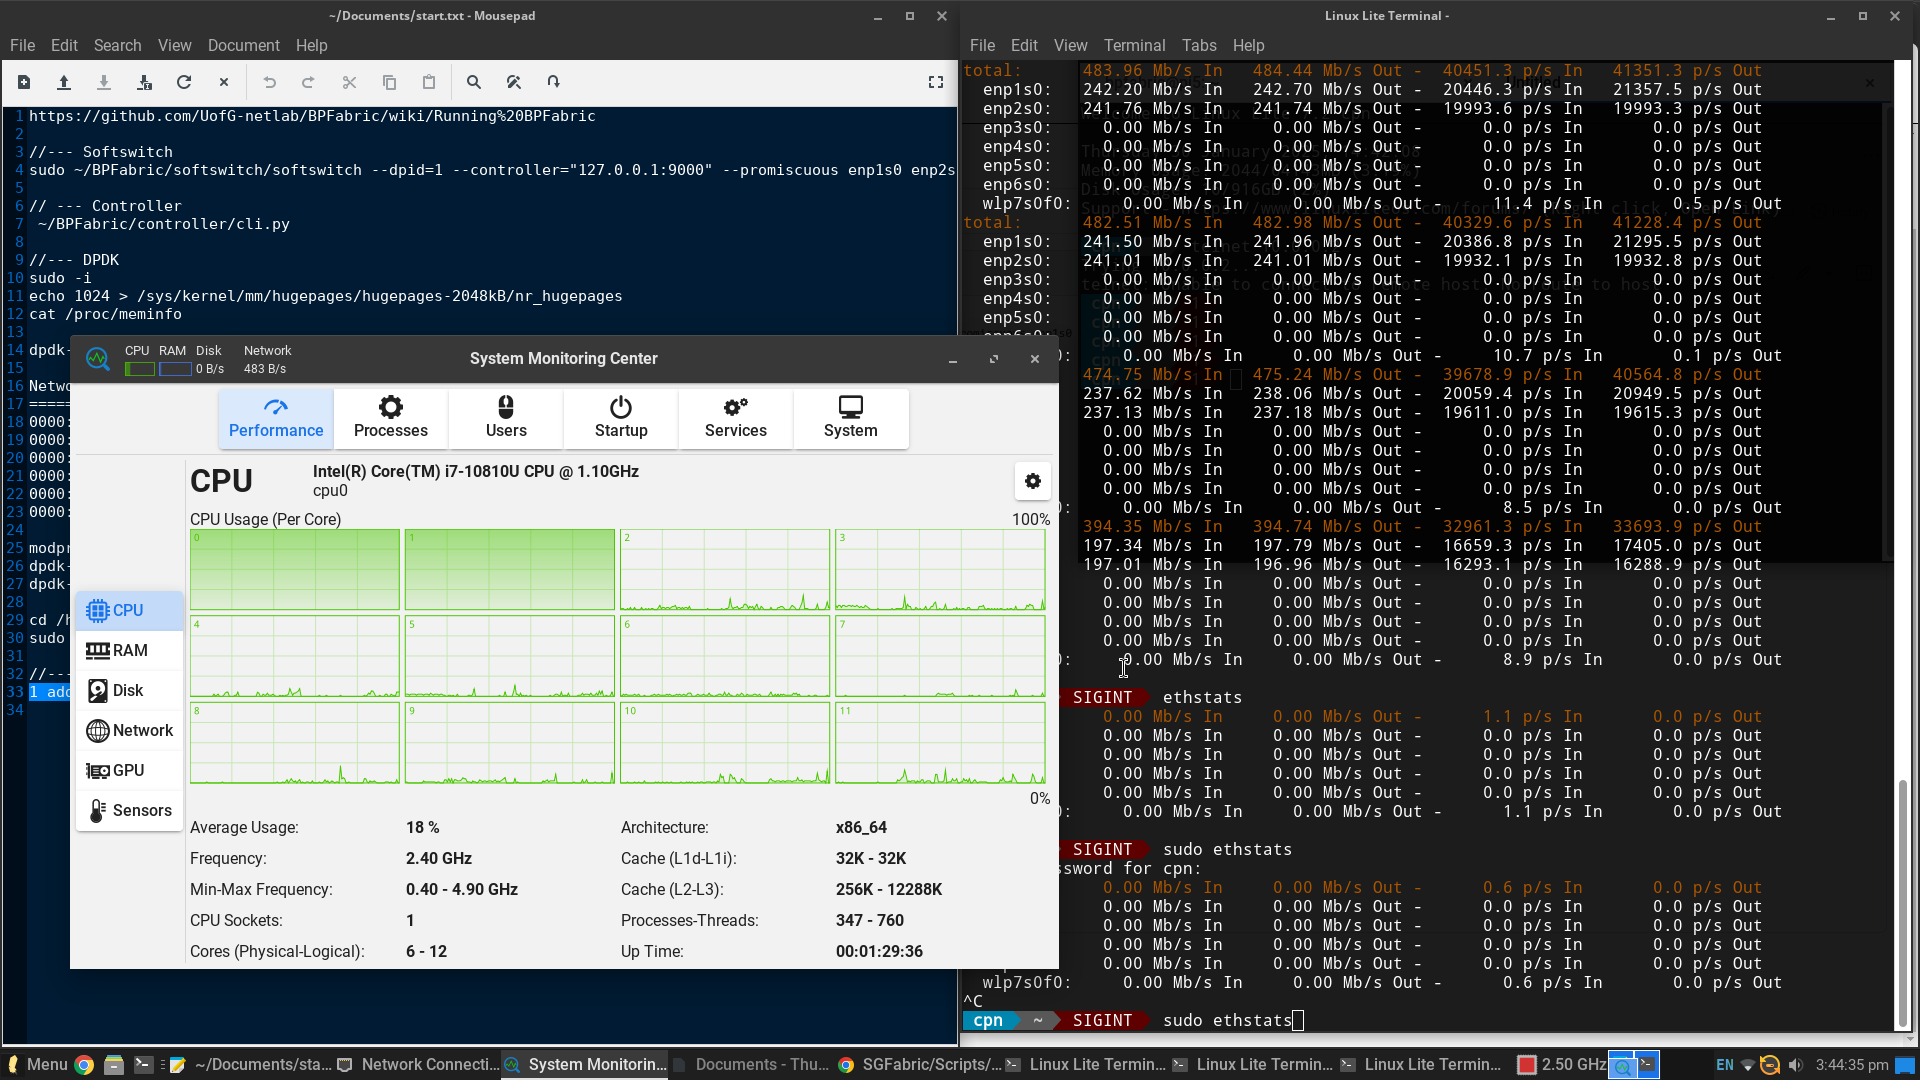 ~/Documents/start.txt - Mousepad
File Edit Search View Document Help
1 https://github.com/UofG-netlab/BPFabric/wiki/Running%20BPFabric
2
3 //--- Softswitch
4 sudo ~/BPFabric/softswitch/softswitch --dpid=1 --controller="127.0.0.1:9000" --promiscuous enp1s0 enp2s
5
6 // --- Controller
7 ~/BPFabric/controller/cli.py
8
9 //--- DPDK
10 sudo -i
11 echo 1024 > /sys/kernel/mm/hugepages/hugepages-2048kB/nr_hugepages
12 cat /proc/meminfo
13
14 dpdk-
15
16 Netwo
17 =====
18 0000:
19 0000:
20 0000:
21 0000:
22 0000:
23 0000:
24
25 modpr
26 dpdk-
27 dpdk-
28
29 cd /h
30 sudo
31
32 //---
33 1 add
34
CPU RAM Disk Network
0 B/s 483 B/s
System Monitoring Center
Performance Processes Users Startup Services System
CPU
RAM
Disk
Network
GPU
Sensors
CPU Intel(R) Core(TM) i7-10810U CPU @ 1.10GHz
cpu0
CPU Usage (Per Core) 100%
0 1 2 3
4 5 6 7
8 9 10 11
0%
Average Usage: 18 % Architecture: x86_64
Frequency: 2.40 GHz Cache (L1d-L1i): 32K - 32K
Min-Max Frequency: 0.40 - 4.90 GHz Cache (L2-L3): 256K - 12288K
CPU Sockets: 1 Processes-Threads: 347 - 760
Cores (Physical-Logical): 6 - 12 Up Time: 00:01:29:36
Linux Lite Terminal -
File Edit View Terminal Tabs Help
total: 483.96 Mb/s In 484.44 Mb/s Out - 40451.3 p/s In 41351.3 p/s Out
enp1s0: 242.20 Mb/s In 242.70 Mb/s Out - 20446.3 p/s In 21357.5 p/s Out
enp2s0: 241.76 Mb/s In 241.74 Mb/s Out - 19993.6 p/s In 19993.3 p/s Out
enp3s0: 0.00 Mb/s In 0.00 Mb/s Out - 0.0 p/s In 0.0 p/s Out
enp4s0: 0.00 Mb/s In 0.00 Mb/s Out - 0.0 p/s In 0.0 p/s Out
enp5s0: 0.00 Mb/s In 0.00 Mb/s Out - 0.0 p/s In 0.0 p/s Out
enp6s0: 0.00 Mb/s In 0.00 Mb/s Out - 0.0 p/s In 0.0 p/s Out
wlp7s0f0: 0.00 Mb/s In 0.00 Mb/s Out - 11.4 p/s In 0.5 p/s Out
total: 482.51 Mb/s In 482.98 Mb/s Out - 40329.6 p/s In 41228.4 p/s Out
enp1s0: 241.50 Mb/s In 241.96 Mb/s Out - 20386.8 p/s In 21295.5 p/s Out
enp2s0: 241.01 Mb/s In 241.01 Mb/s Out - 19932.1 p/s In 19932.8 p/s Out
enp3s0: 0.00 Mb/s In 0.00 Mb/s Out - 0.0 p/s In 0.0 p/s Out
enp4s0: 0.00 Mb/s In 0.00 Mb/s Out - 0.0 p/s In 0.0 p/s Out
enp5s0: 0.00 Mb/s In 0.00 Mb/s Out - 0.0 p/s In 0.0 p/s Out
0.00 Mb/s In 0.00 Mb/s Out - 0.0 p/s In 0.0 p/s Out
0: 0.00 Mb/s In 0.00 Mb/s Out - 10.7 p/s In 0.1 p/s Out
474.75 Mb/s In 475.24 Mb/s Out - 39678.9 p/s In 40564.8 p/s Out
237.62 Mb/s In 238.06 Mb/s Out - 20059.4 p/s In 20949.5 p/s Out
237.13 Mb/s In 237.18 Mb/s Out - 19611.0 p/s In 19615.3 p/s Out
0.00 Mb/s In 0.00 Mb/s Out - 0.0 p/s In 0.0 p/s Out
0.00 Mb/s In 0.00 Mb/s Out - 0.0 p/s In 0.0 p/s Out
0.00 Mb/s In 0.00 Mb/s Out - 0.0 p/s In 0.0 p/s Out
0.00 Mb/s In 0.00 Mb/s Out - 0.0 p/s In 0.0 p/s Out
0: 0.00 Mb/s In 0.00 Mb/s Out - 8.5 p/s In 0.0 p/s Out
394.35 Mb/s In 394.74 Mb/s Out - 32961.3 p/s In 33693.9 p/s Out
197.34 Mb/s In 197.79 Mb/s Out - 16659.3 p/s In 17405.0 p/s Out
197.01 Mb/s In 196.96 Mb/s Out - 16293.1 p/s In 16288.9 p/s Out
0.00 Mb/s In 0.00 Mb/s Out - 0.0 p/s In 0.0 p/s Out
0.00 Mb/s In 0.00 Mb/s Out - 0.0 p/s In 0.0 p/s Out
0.00 Mb/s In 0.00 Mb/s Out - 0.0 p/s In 0.0 p/s Out
0.00 Mb/s In 0.00 Mb/s Out - 0.0 p/s In 0.0 p/s Out
0: 0.00 Mb/s In 0.00 Mb/s Out - 8.9 p/s In 0.0 p/s Out
SIGINT ethstats
0.00 Mb/s In 0.00 Mb/s Out - 1.1 p/s In 0.0 p/s Out
0.00 Mb/s In 0.00 Mb/s Out - 0.0 p/s In 0.0 p/s Out
0.00 Mb/s In 0.00 Mb/s Out - 0.0 p/s In 0.0 p/s Out
0.00 Mb/s In 0.00 Mb/s Out - 0.0 p/s In 0.0 p/s Out
0.00 Mb/s In 0.00 Mb/s Out - 0.0 p/s In 0.0 p/s Out
0: 0.00 Mb/s In 0.00 Mb/s Out - 1.1 p/s In 0.0 p/s Out
SIGINT sudo ethstats
ssword for cpn:
0.00 Mb/s In 0.00 Mb/s Out - 0.6 p/s In 0.0 p/s Out
0.00 Mb/s In 0.00 Mb/s Out - 0.0 p/s In 0.0 p/s Out
0.00 Mb/s In 0.00 Mb/s Out - 0.0 p/s In 0.0 p/s Out
0.00 Mb/s In 0.00 Mb/s Out - 0.0 p/s In 0.0 p/s Out
0.00 Mb/s In 0.00 Mb/s Out - 0.0 p/s In 0.0 p/s Out
wlp7s0f0: 0.00 Mb/s In 0.00 Mb/s Out - 0.6 p/s In 0.0 p/s Out
^C
cpn ~ SIGINT sudo ethstats
Menu ~/Documents/sta... Network Connecti... System Monitorin... Documents - Thu... SGFabric/Scripts/... Linux Lite Termin... Linux Lite Termin... Linux Lite Termin... 2.50 GHz EN 3:44:35 pm